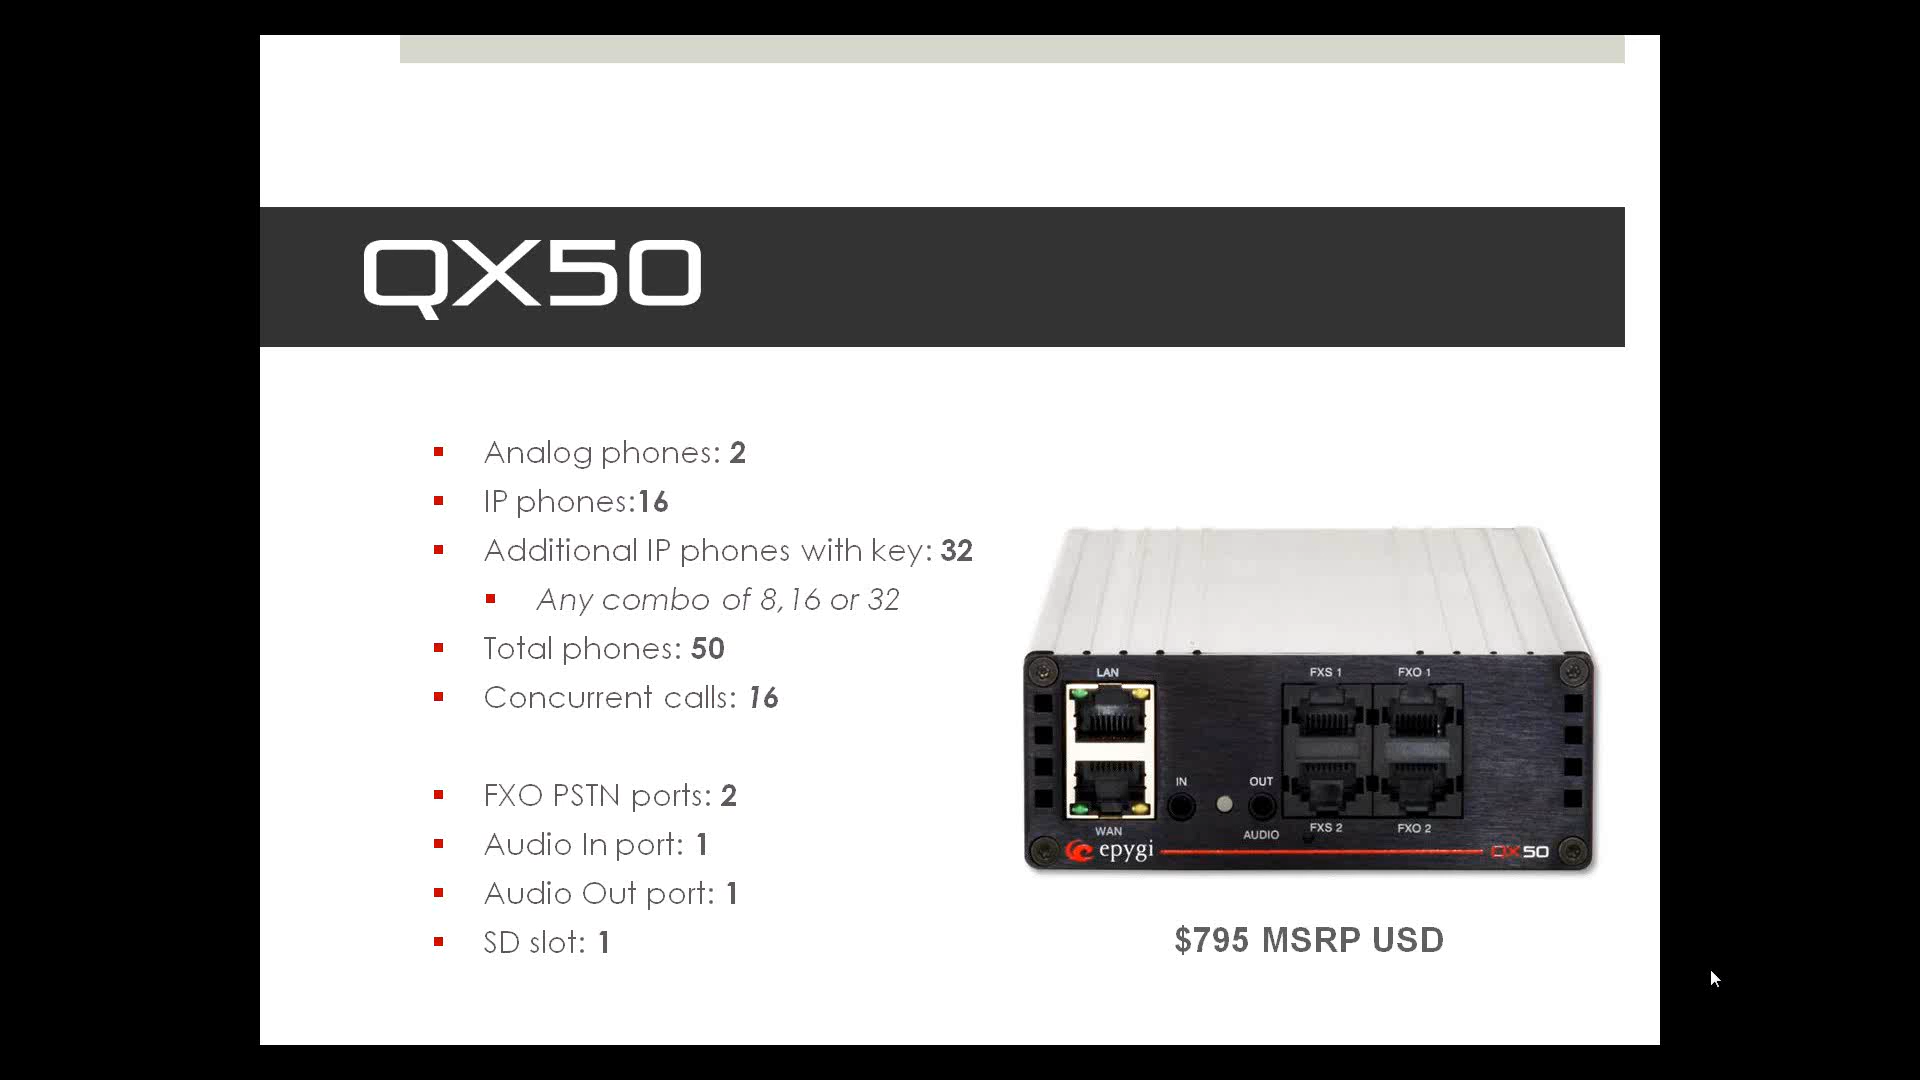 QX50
Analog phones: 2
IP phones:16
Additional IP phones with key: 32
Any combo of 8,16 or 32
Total phones: 50
Concurrent calls: 16
FXO PSTN ports: 2
Audio In port: 1
Audio Out port: 1
SD slot: 1
LAN
FXS 1
FXO 1
IN
OUT
WAN
AUDIO
FXS 2
FXO 2
epygi
QX50
$795 MSRP USD